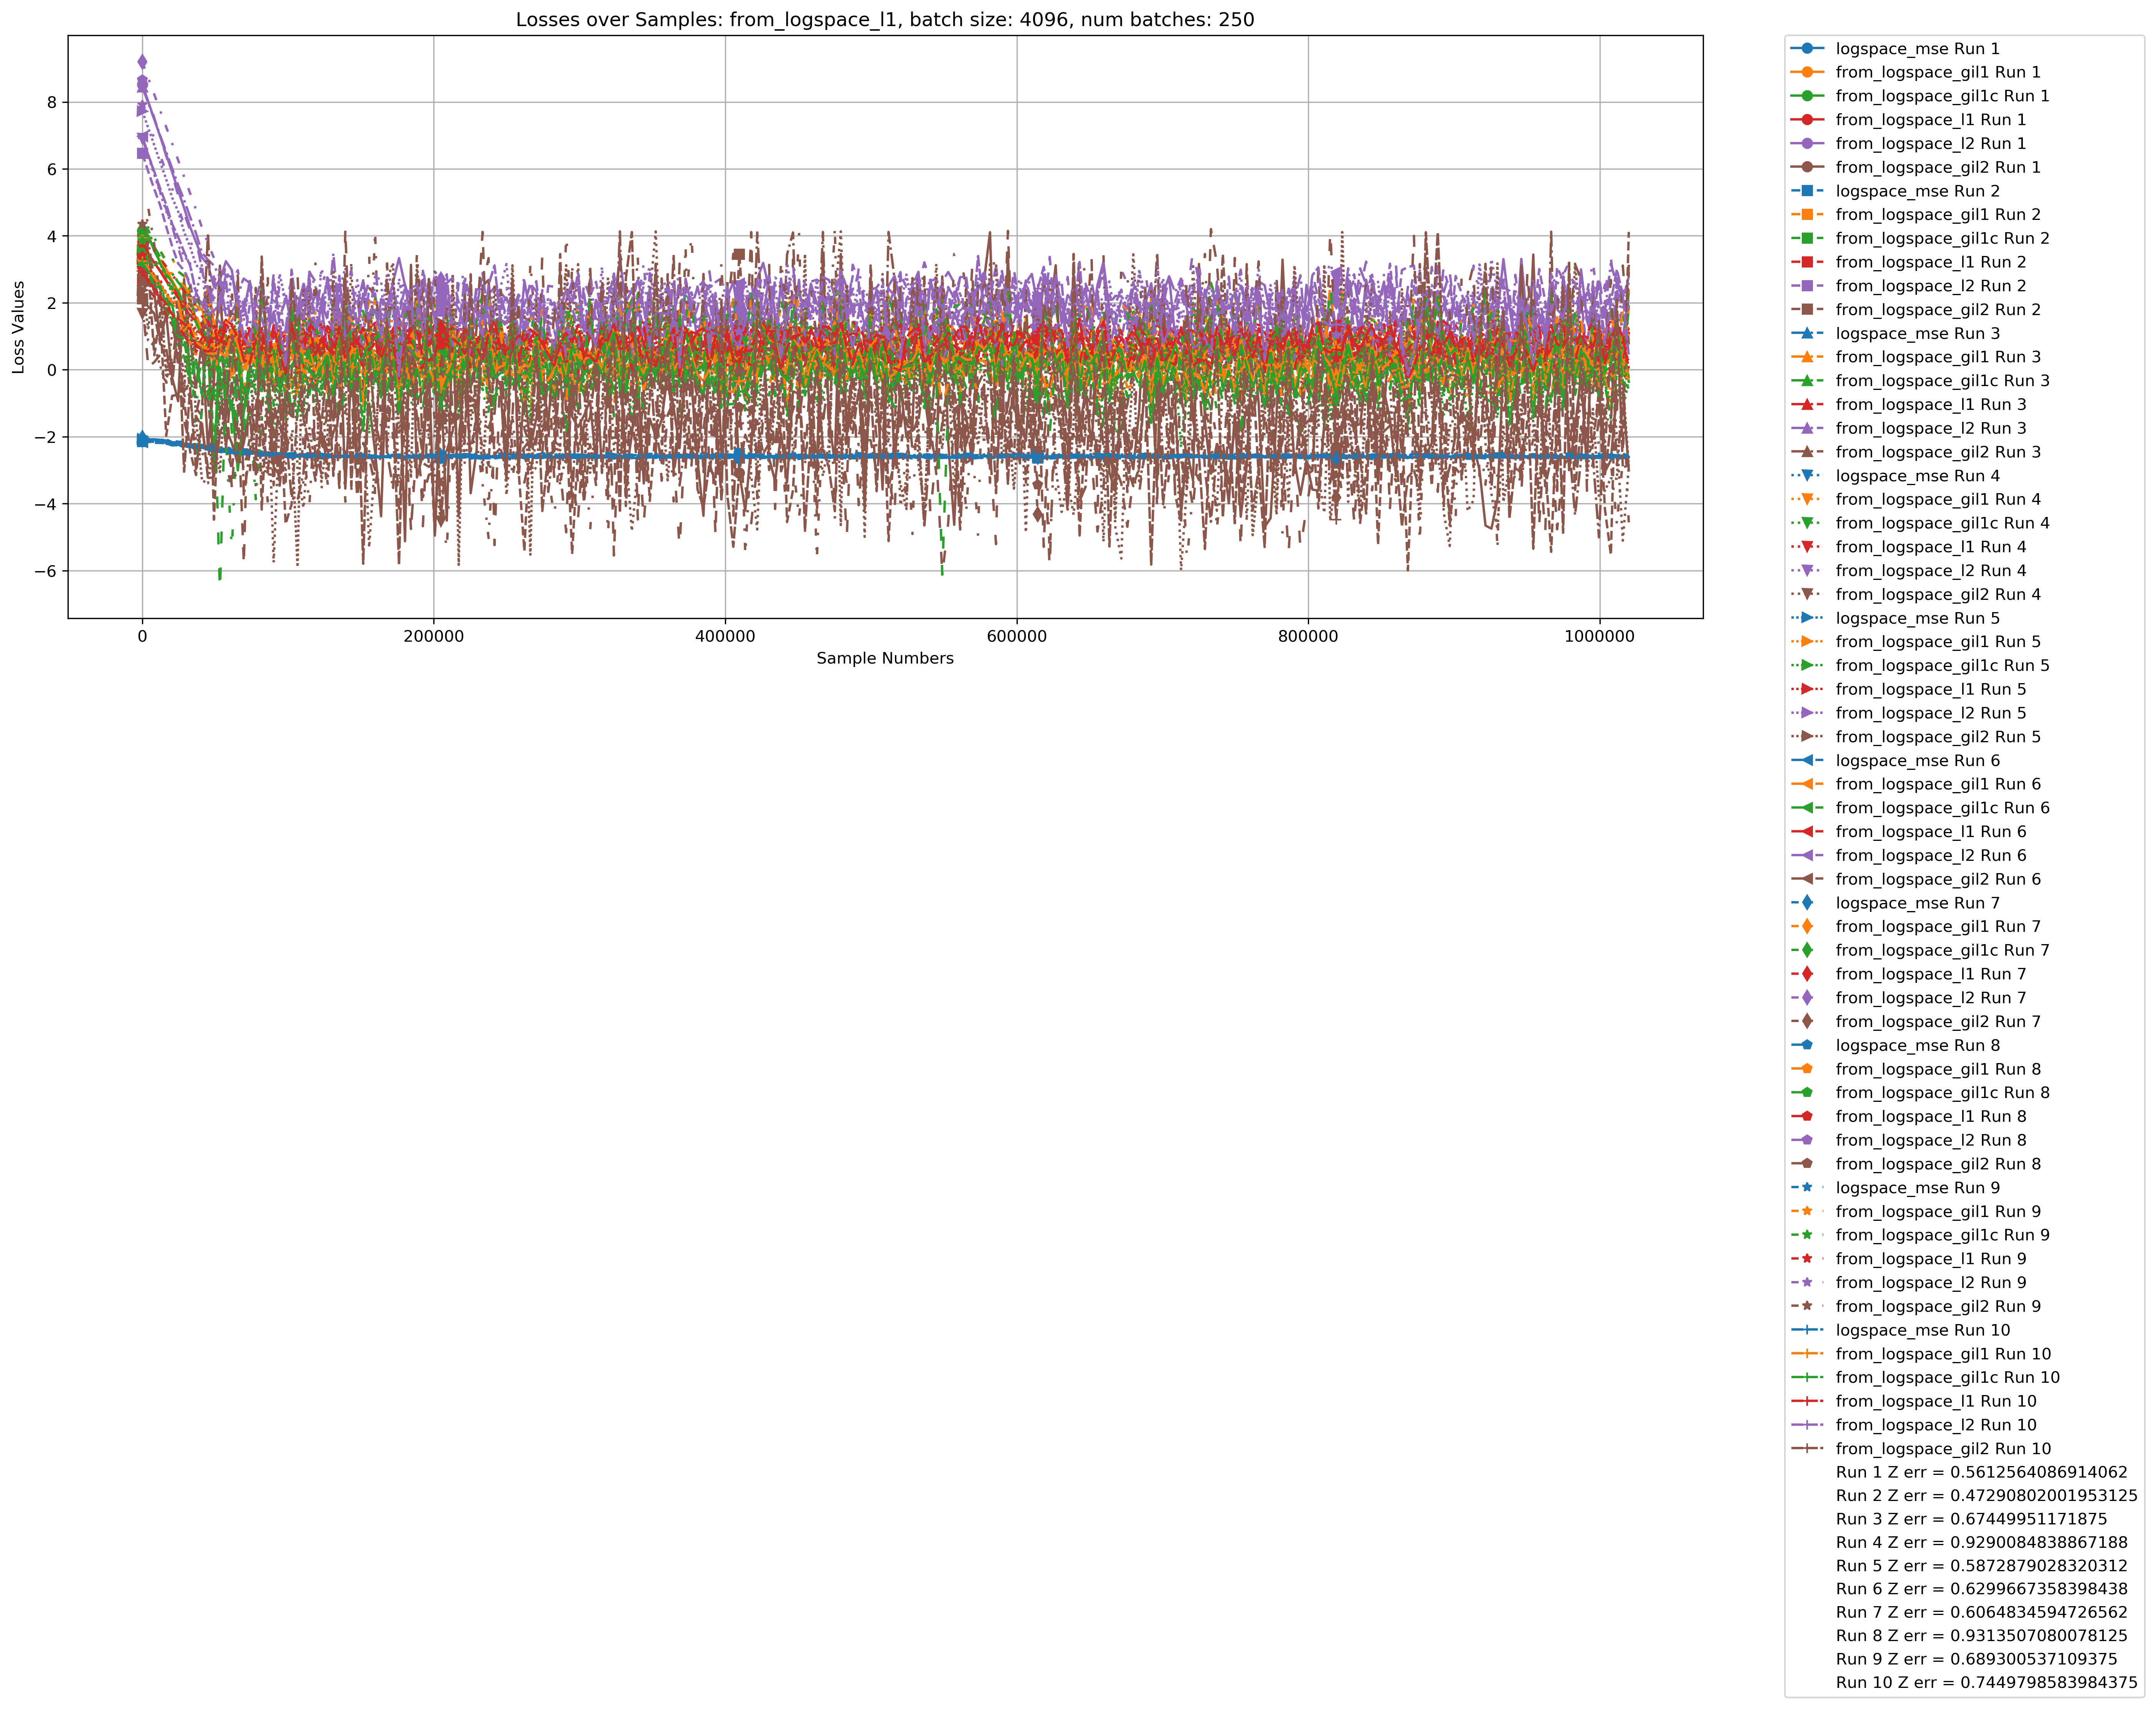 Losses over Samples: from_logspace_l1, batch size: 4096, num batches: 250
Loss Values
8
6
4
2
0
−2
−4
−6
0
200000
400000
600000
800000
1000000
Sample Numbers
logspace_mse Run 1
from_logspace_gil1 Run 1
from_logspace_gil1c Run 1
from_logspace_l1 Run 1
from_logspace_l2 Run 1
from_logspace_gil2 Run 1
logspace_mse Run 2
from_logspace_gil1 Run 2
from_logspace_gil1c Run 2
from_logspace_l1 Run 2
from_logspace_l2 Run 2
from_logspace_gil2 Run 2
logspace_mse Run 3
from_logspace_gil1 Run 3
from_logspace_gil1c Run 3
from_logspace_l1 Run 3
from_logspace_l2 Run 3
from_logspace_gil2 Run 3
logspace_mse Run 4
from_logspace_gil1 Run 4
from_logspace_gil1c Run 4
from_logspace_l1 Run 4
from_logspace_l2 Run 4
from_logspace_gil2 Run 4
logspace_mse Run 5
from_logspace_gil1 Run 5
from_logspace_gil1c Run 5
from_logspace_l1 Run 5
from_logspace_l2 Run 5
from_logspace_gil2 Run 5
logspace_mse Run 6
from_logspace_gil1 Run 6
from_logspace_gil1c Run 6
from_logspace_l1 Run 6
from_logspace_l2 Run 6
from_logspace_gil2 Run 6
logspace_mse Run 7
from_logspace_gil1 Run 7
from_logspace_gil1c Run 7
from_logspace_l1 Run 7
from_logspace_l2 Run 7
from_logspace_gil2 Run 7
logspace_mse Run 8
from_logspace_gil1 Run 8
from_logspace_gil1c Run 8
from_logspace_l1 Run 8
from_logspace_l2 Run 8
from_logspace_gil2 Run 8
logspace_mse Run 9
from_logspace_gil1 Run 9
from_logspace_gil1c Run 9
from_logspace_l1 Run 9
from_logspace_l2 Run 9
from_logspace_gil2 Run 9
logspace_mse Run 10
from_logspace_gil1 Run 10
from_logspace_gil1c Run 10
from_logspace_l1 Run 10
from_logspace_l2 Run 10
from_logspace_gil2 Run 10
Run 1 Z err = 0.5612564086914062
Run 2 Z err = 0.47290802001953125
Run 3 Z err = 0.67449951171875
Run 4 Z err = 0.9290084838867188
Run 5 Z err = 0.5872879028320312
Run 6 Z err = 0.6299667358398438
Run 7 Z err = 0.6064834594726562
Run 8 Z err = 0.9313507080078125
Run 9 Z err = 0.689300537109375
Run 10 Z err = 0.7449798583984375